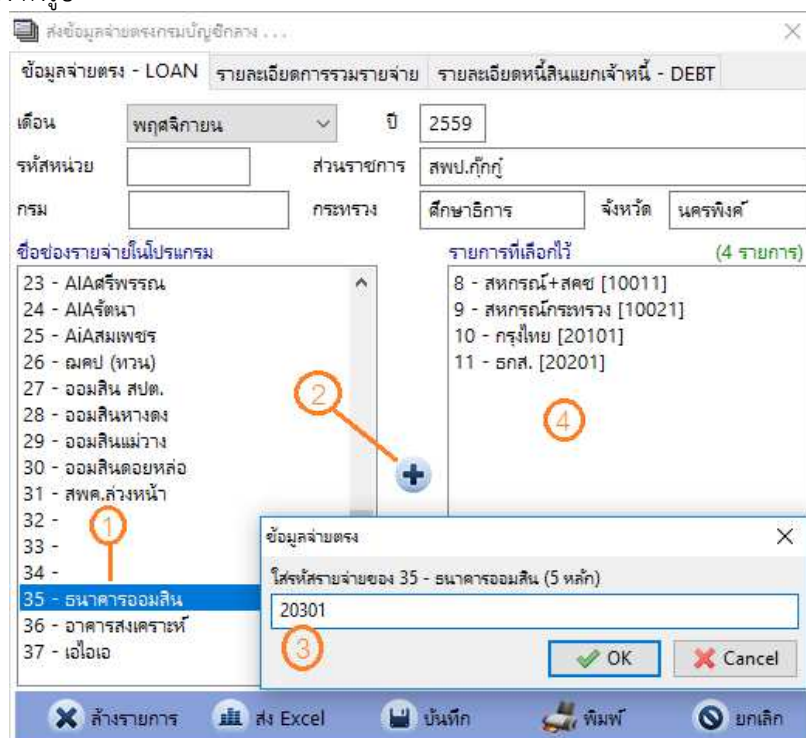 ส่งข้อมูลจ่ายตรงกรมบัญชีกลาง . . .
ข้อมูลจ่ายตรง - LOAN รายละเอียดการรวมรายจ่าย รายละเอียดหนี้สินแยกเจ้าหนี้ - DEBT
เดือน พฤศจิกายน ปี 2559
รหัสหน่วย ส่วนราชการ สพป.กุ๊กกู๋
กรม กระทรวง ศึกษาธิการ จังหวัด นครพิงค์
ชื่อช่องรายจ่ายในโปรแกรม รายการที่เลือกไว้ (4 รายการ)
23 - AIAศรีพรรณ
24 - AIAรัตนา
25 - AiAสมเพชร
26 - ฌคป (ทวน)
27 - ออมสิน สปต.
28 - ออมสินหางดง
29 - ออมสินแม่วาง
30 - ออมสินดอยหล่อ
31 - สพค.ล่วงหน้า
32 -
33 -
34 -
35 - ธนาคารออมสิน
36 - อาคารสงเคราะห์
37 - เอไอเอ
8 - สหกรณ์+สคช [10011]
9 - สหกรณ์กระทรวง [10021]
10 - กรุงไทย [20101]
11 - ธกส. [20201]
1
2
3
4
ข้อมูลจ่ายตรง
ใส่รหัสรายจ่ายของ 35 - ธนาคารออมสิน (5 หลัก)
20301
OK Cancel
ล้างรายการ ส่ง Excel บันทึก พิมพ์ ยกเลิก